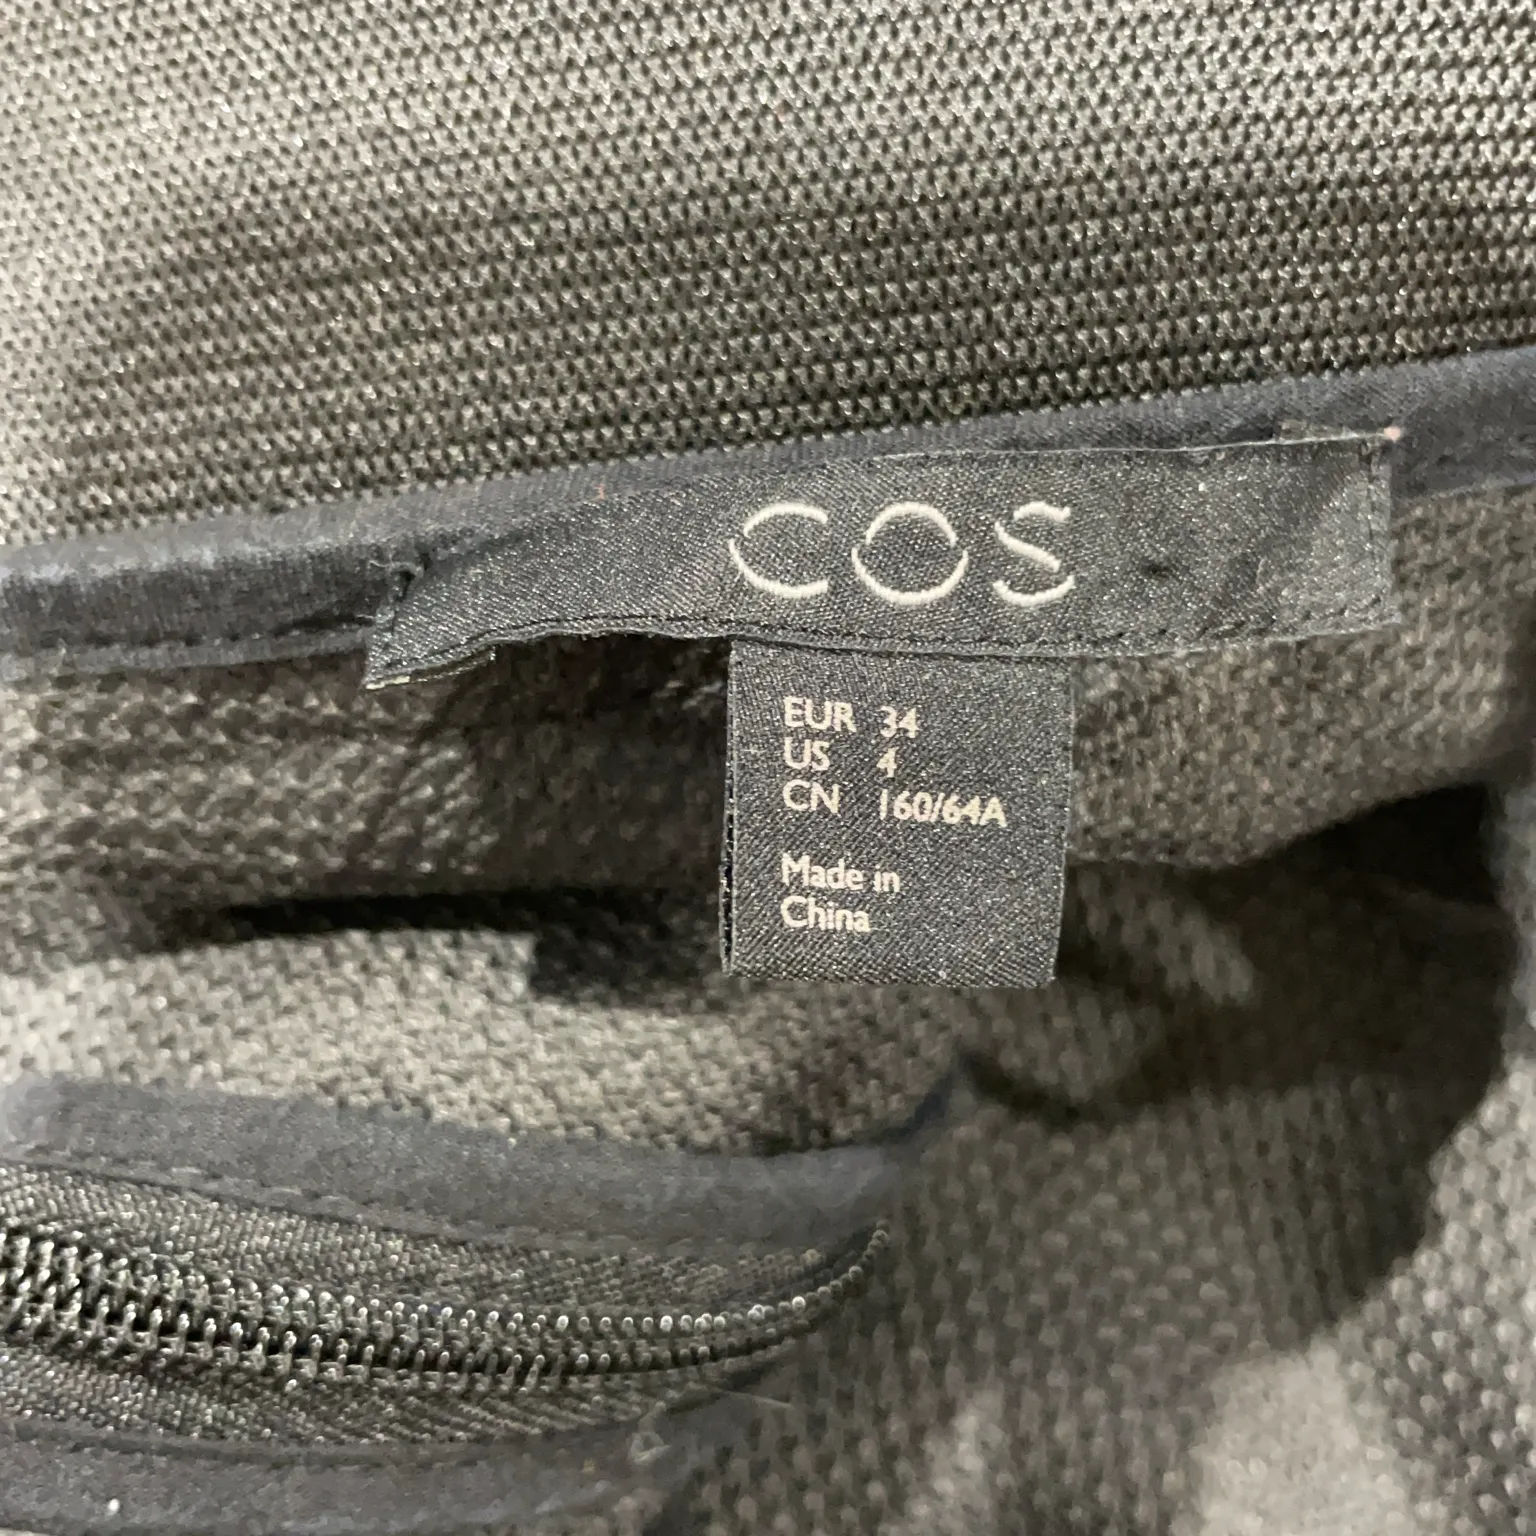 COS
EUR 34
US 4
CN 160/64A
Made in
China